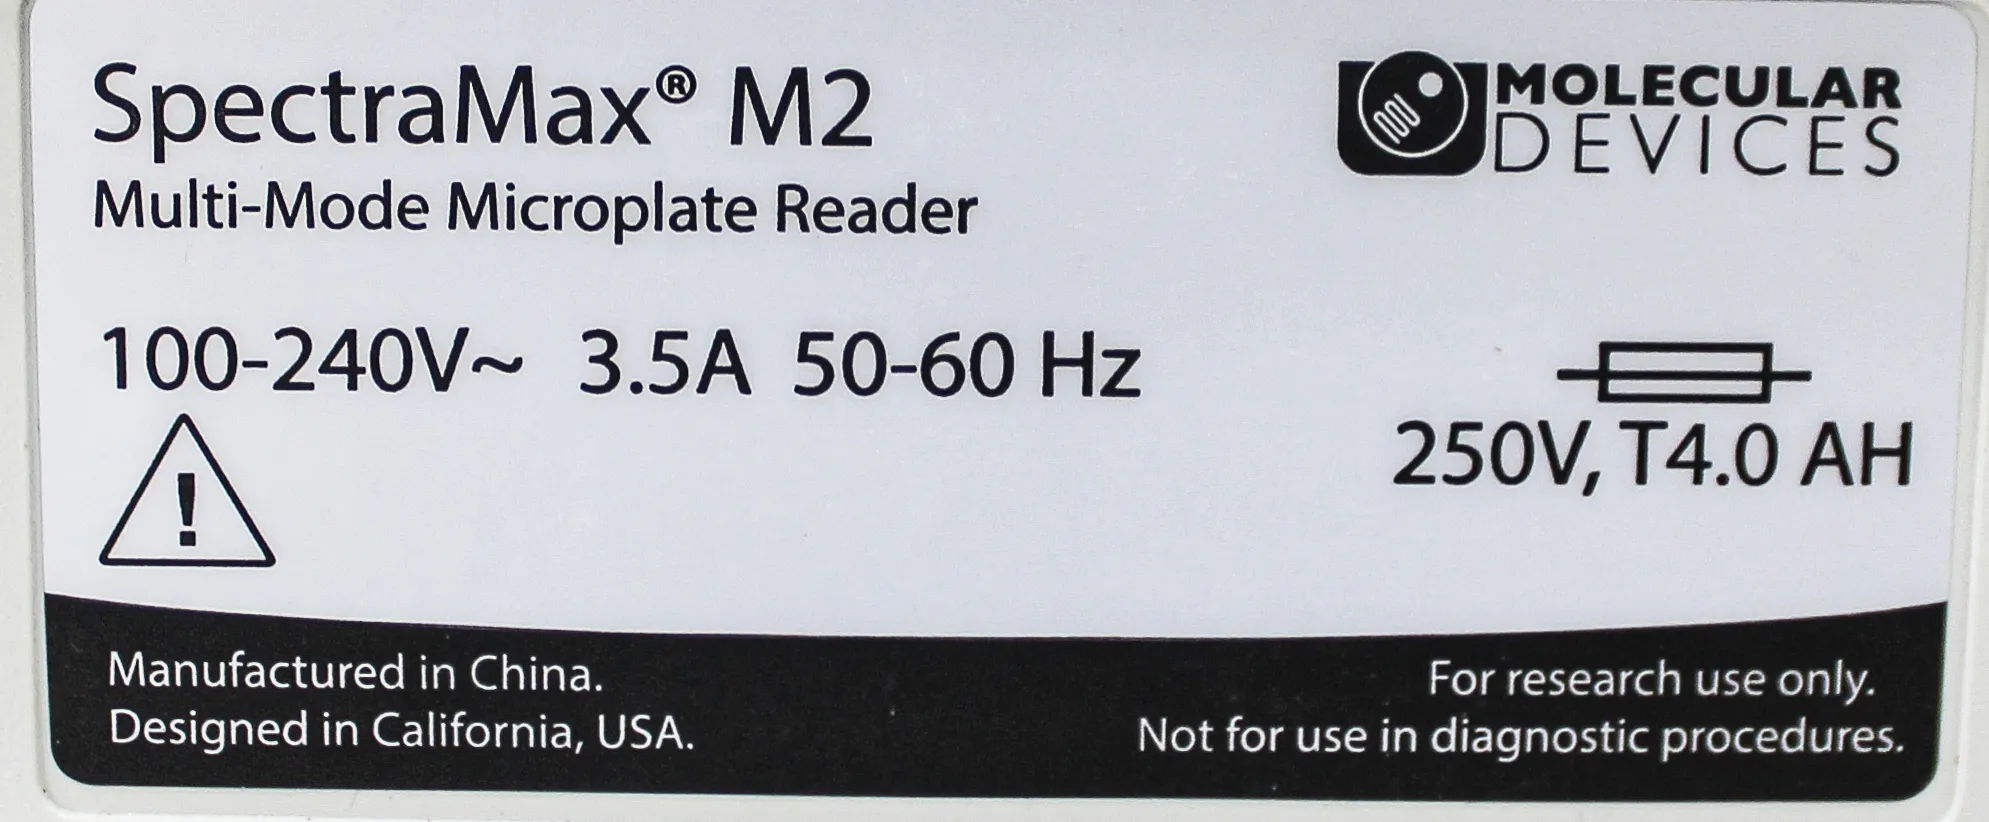 SpectraMax® M2
Multi-Mode Microplate Reader
MOLECULAR
DEVICES
100-240V~ 3.5A 50-60 Hz
250V, T4.0 AH
!
Manufactured in China.
Designed in California, USA.
For research use only.
Not for use in diagnostic procedures.